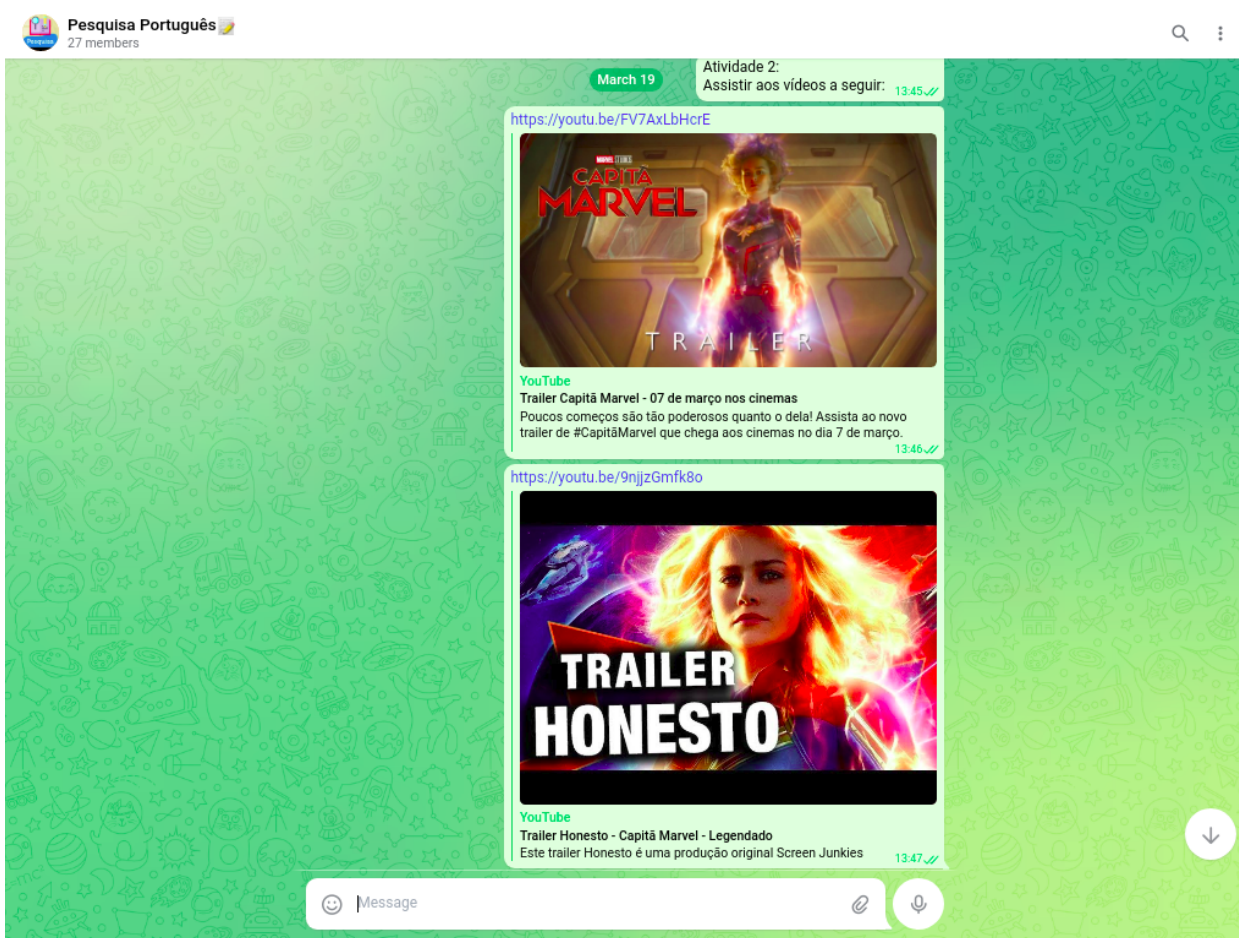 Pesquisa Português📝
27 members
Pesquisa
March 19
Atividade 2:
Assistir aos vídeos a seguir:
13:45
https://youtu.be/FV7AxLbHcrE
MARVEL STUDIOS
CAPITÃ
MARVEL
TRAILER
YouTube
Trailer Capitã Marvel - 07 de março nos cinemas
Poucos começos são tão poderosos quanto o dela! Assista ao novo
trailer de #CapitãMarvel que chega aos cinemas no dia 7 de março.
13:46
https://youtu.be/9njjzGmfk8o
TRAILER
HONESTO
YouTube
Trailer Honesto - Capitã Marvel - Legendado
Este trailer Honesto é uma produção original Screen Junkies
13:47
Message